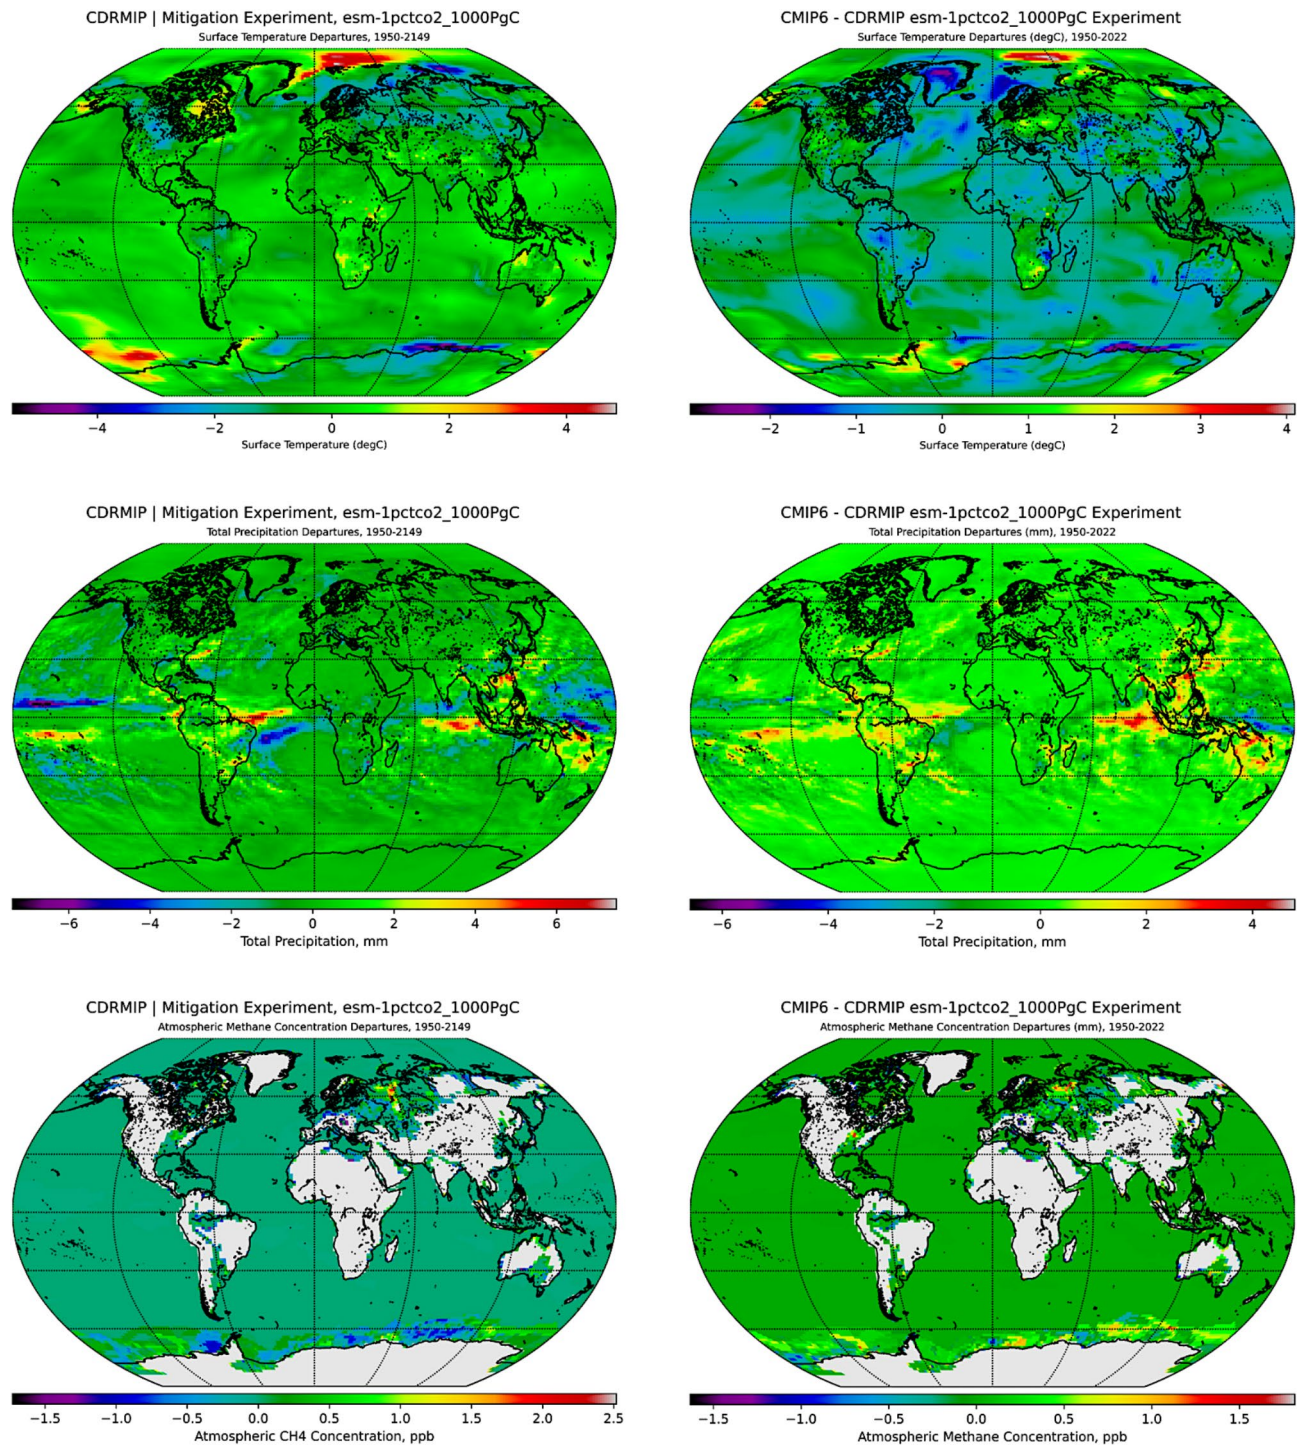 CDRMIP | Mitigation Experiment, esm-1pctco2_1000PgC
Surface Temperature Departures, 1950-2149
−4 −2 0 2 4
Surface Temperature (degC)
CMIP6 - CDRMIP esm-1pctco2_1000PgC Experiment
Surface Temperature Departures (degC), 1950-2022
−2 −1 0 1 2 3 4
Surface Temperature (degC)
CDRMIP | Mitigation Experiment, esm-1pctco2_1000PgC
Total Precipitation Departures, 1950-2149
−6 −4 −2 0 2 4 6
Total Precipitation, mm
CMIP6 - CDRMIP esm-1pctco2_1000PgC Experiment
Total Precipitation Departures (mm), 1950-2022
−6 −4 −2 0 2 4
Total Precipitation, mm
CDRMIP | Mitigation Experiment, esm-1pctco2_1000PgC
Atmospheric Methane Concentration Departures, 1950-2149
−1.5 −1.0 −0.5 0.0 0.5 1.0 1.5 2.0 2.5
Atmospheric CH4 Concentration, ppb
CMIP6 - CDRMIP esm-1pctco2_1000PgC Experiment
Atmospheric Methane Concentration Departures (mm), 1950-2022
−1.5 −1.0 −0.5 0.0 0.5 1.0 1.5
Atmospheric Methane Concentration, ppb